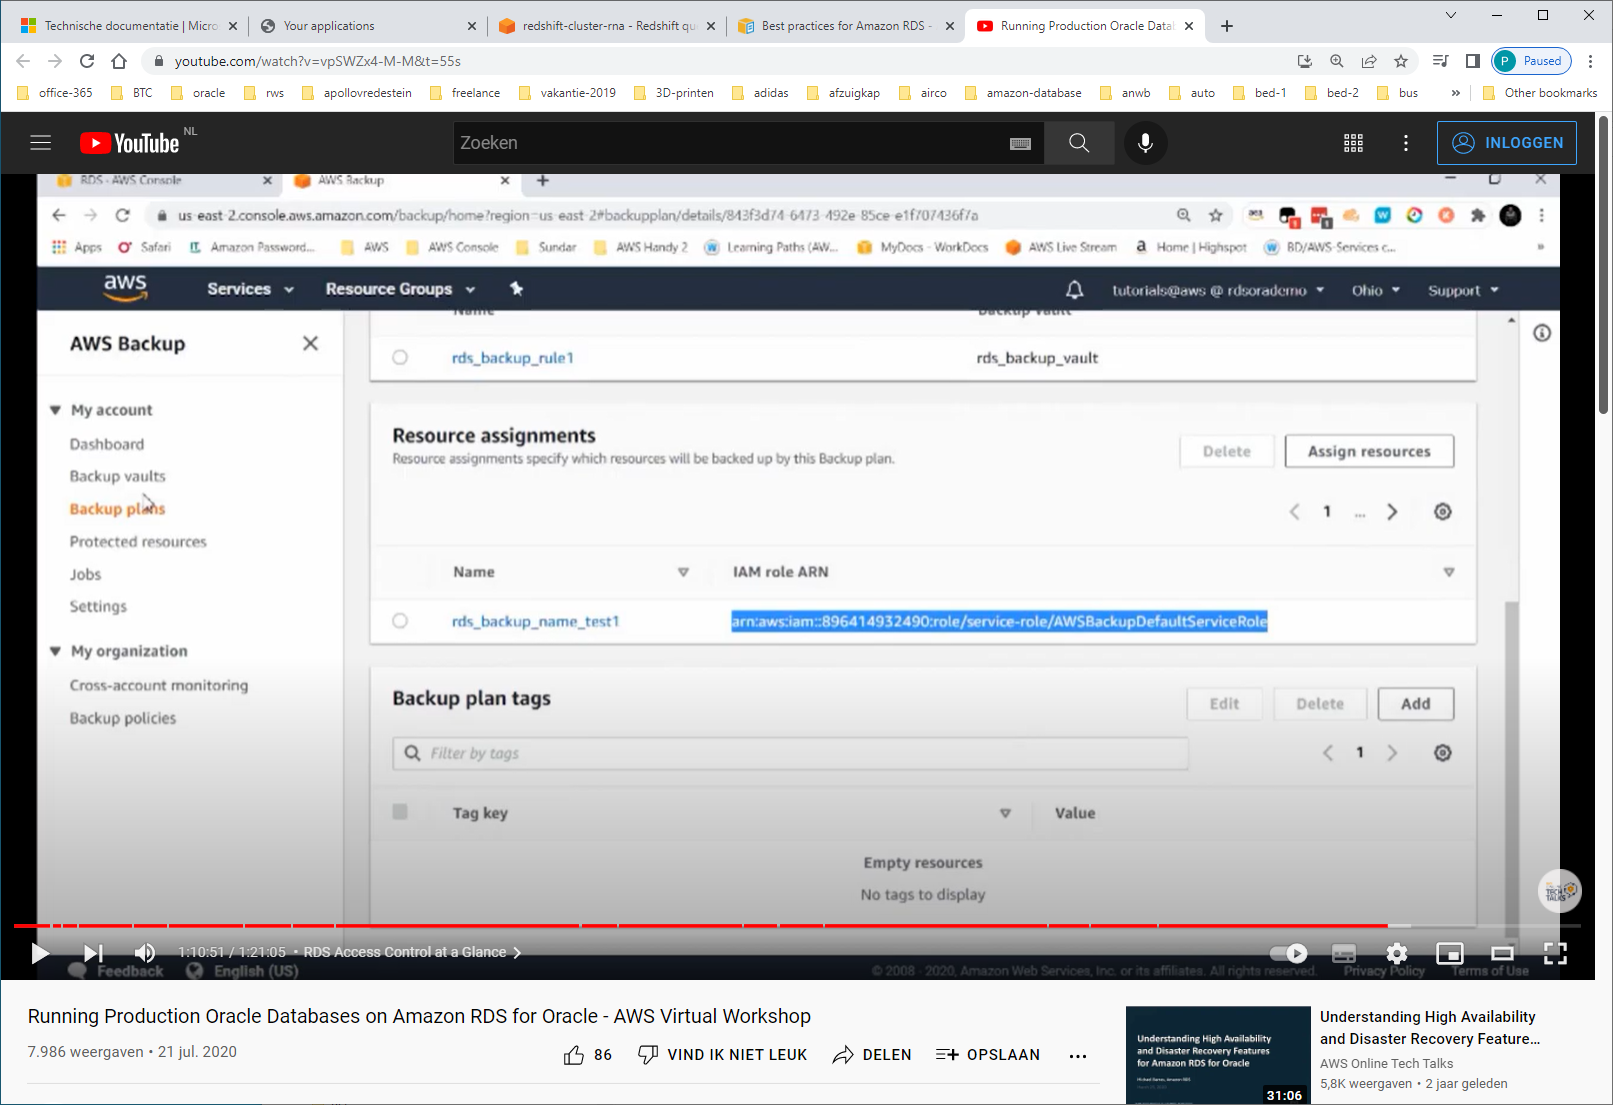 Technische documentatie | Micro
Your applications
redshift-cluster-rna - Redshift qu
Best practices for Amazon RDS -
Running Production Oracle Datab
youtube.com/watch?v=vpSWZx4-M-M&t=55s
P Paused
office-365 BTC oracle rws apollovredestein freelance vakantie-2019 3D-printen adidas afzuigkap airco amazon-database anwb auto bed-1 bed-2 bus » Other bookmarks
YouTube NL
Zoeken
INLOGGEN
RDS - AWS Console
AWS Backup
us-east-2.console.aws.amazon.com/backup/home?region=us-east-2#backupplan/details/843f3d74-6473-492e-85ce-e1f707436f7a
Apps Safari Amazon Password... AWS AWS Console Sundar AWS Handy 2 Learning Paths (AW... MyDocs - WorkDocs AWS Live Stream Home | Highspot BD/AWS-Services c... »
aws Services Resource Groups tutorials@aws @ rdsorademo Ohio Support
AWS Backup
My account
Dashboard
Backup vaults
Backup plans
Protected resources
Jobs
Settings
My organization
Cross-account monitoring
Backup policies
Name Backup vault
rds_backup_rule1 rds_backup_vault
Resource assignments
Resource assignments specify which resources will be backed up by this Backup plan.
Delete Assign resources
1 ...
Name IAM role ARN
rds_backup_name_test1 arn:aws:iam::896414932490:role/service-role/AWSBackupDefaultServiceRole
Backup plan tags
Edit Delete Add
Filter by tags
1
Tag key Value
Empty resources
No tags to display
TECH TALKS
1:10:51 / 1:21:05 • RDS Access Control at a Glance
Feedback English (US)
© 2008 - 2020, Amazon Web Services, Inc. or its affiliates. All rights reserved. Privacy Policy Terms of Use
Running Production Oracle Databases on Amazon RDS for Oracle - AWS Virtual Workshop
7.986 weergaven • 21 jul. 2020
86 VIND IK NIET LEUK DELEN OPSLAAN ...
Understanding High Availability
and Disaster Recovery Features
for Amazon RDS for Oracle
31:06
Understanding High Availability
and Disaster Recovery Feature...
AWS Online Tech Talks
5,8K weergaven • 2 jaar geleden